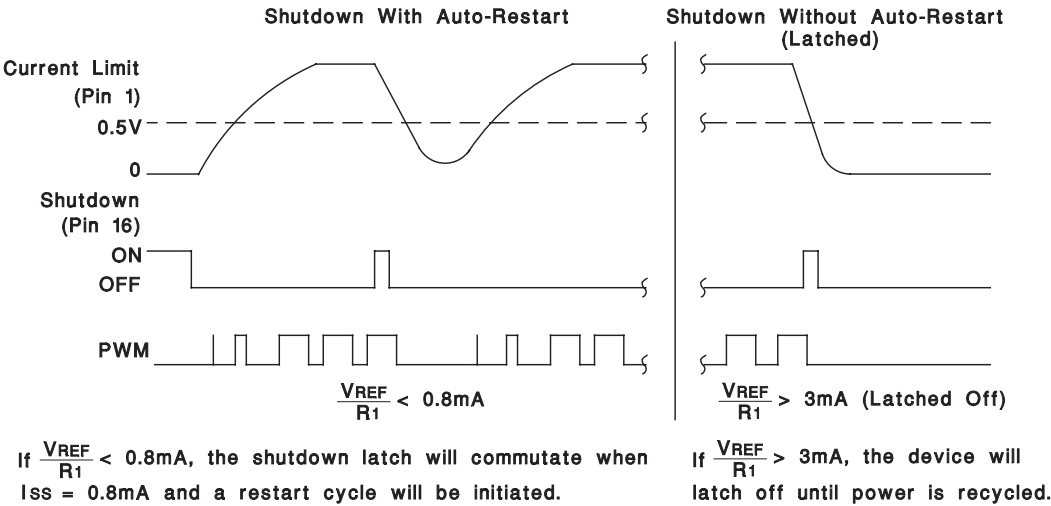 Shutdown With Auto-Restart
Shutdown Without Auto-Restart
(Latched)
Current Limit
(Pin 1)
0.5V
0
Shutdown
(Pin 16)
ON
OFF
PWM
VREF/R1 < 0.8mA
VREF/R1 > 3mA (Latched Off)
If VREF/R1 < 0.8mA, the shutdown latch will commutate when
ISS = 0.8mA and a restart cycle will be initiated.
If VREF/R1 > 3mA, the device will
latch off until power is recycled.